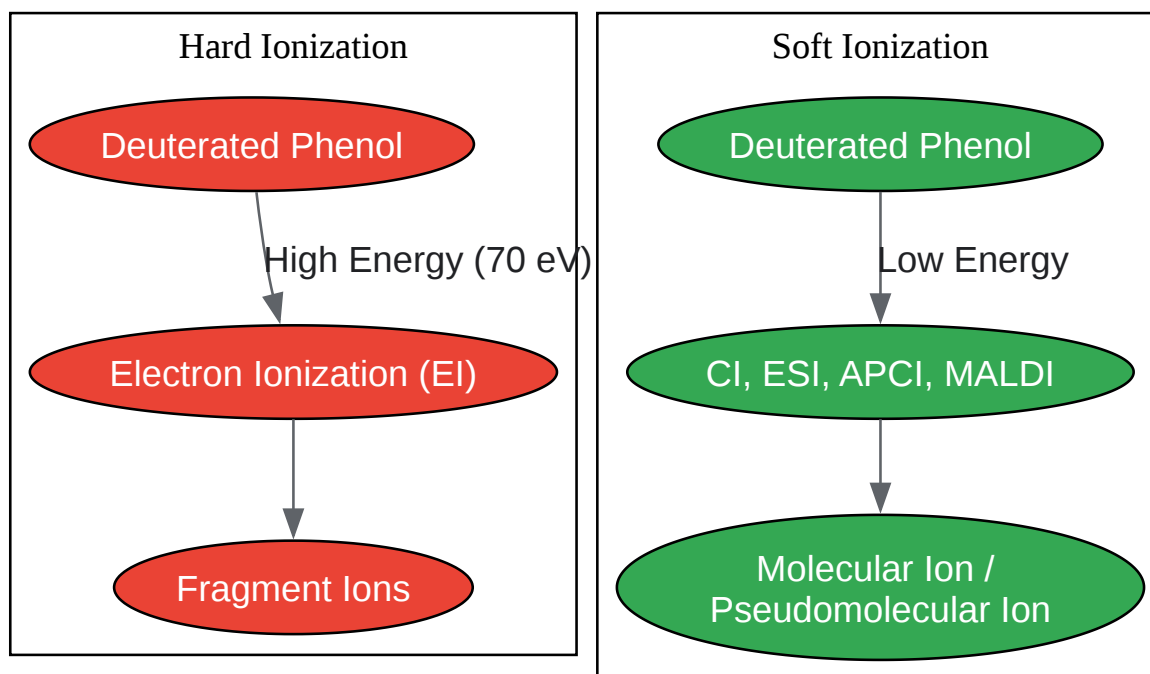 Hard Ionization
Deuterated Phenol
High Energy (70 eV)
Electron Ionization (EI)
Fragment Ions
Soft Ionization
Deuterated Phenol
Low Energy
CI, ESI, APCI, MALDI
Molecular Ion /
Pseudomolecular Ion